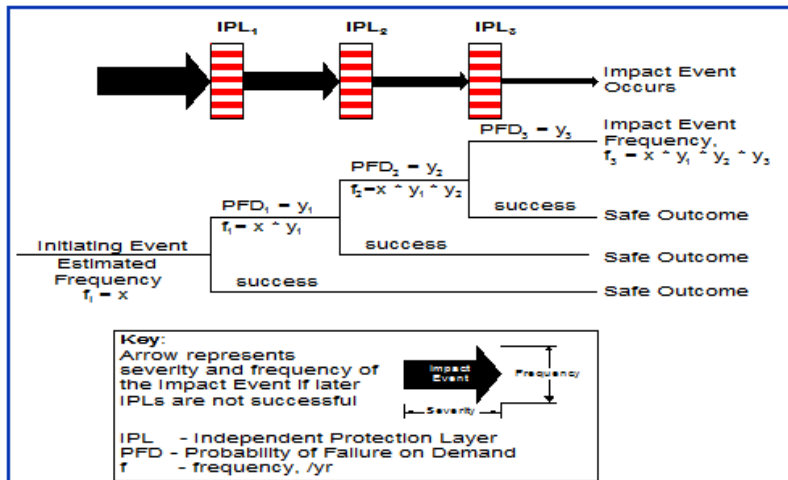 IPL₁ IPL₂ IPL₃
Impact Event
Occurs
PFD₃ = y₃
Impact Event
Frequency,
f₃ = x * y₁ * y₂ * y₃
PFD₂ = y₂
f₂=x * y₁ * y₂
success
Safe Outcome
PFD₁ = y₁
f₁= x * y₁
success
Safe Outcome
Initiating Event
Estimated
Frequency
fᵢ = x
success
Safe Outcome
Key:
Arrow represents
severity and frequency of
the Impact Event if later
IPLs are not successful
Impact
Event
Frequency
Severity
IPL - Independent Protection Layer
PFD - Probability of Failure on Demand
f - frequency, /yr